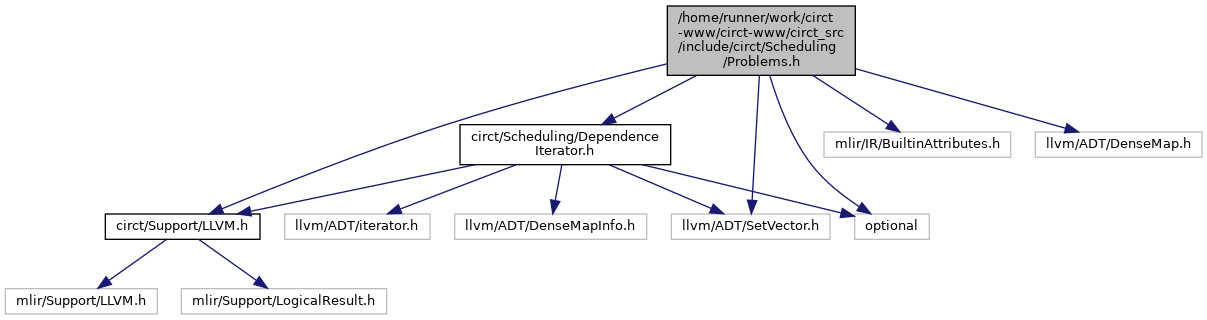 /home/runner/work/circt
-www/circt-www/circt_src
/include/circt/Scheduling
/Problems.h
circt/Scheduling/Dependence
Iterator.h
mlir/IR/BuiltinAttributes.h
llvm/ADT/DenseMap.h
circt/Support/LLVM.h
llvm/ADT/iterator.h
llvm/ADT/DenseMapInfo.h
llvm/ADT/SetVector.h
optional
mlir/Support/LLVM.h
mlir/Support/LogicalResult.h